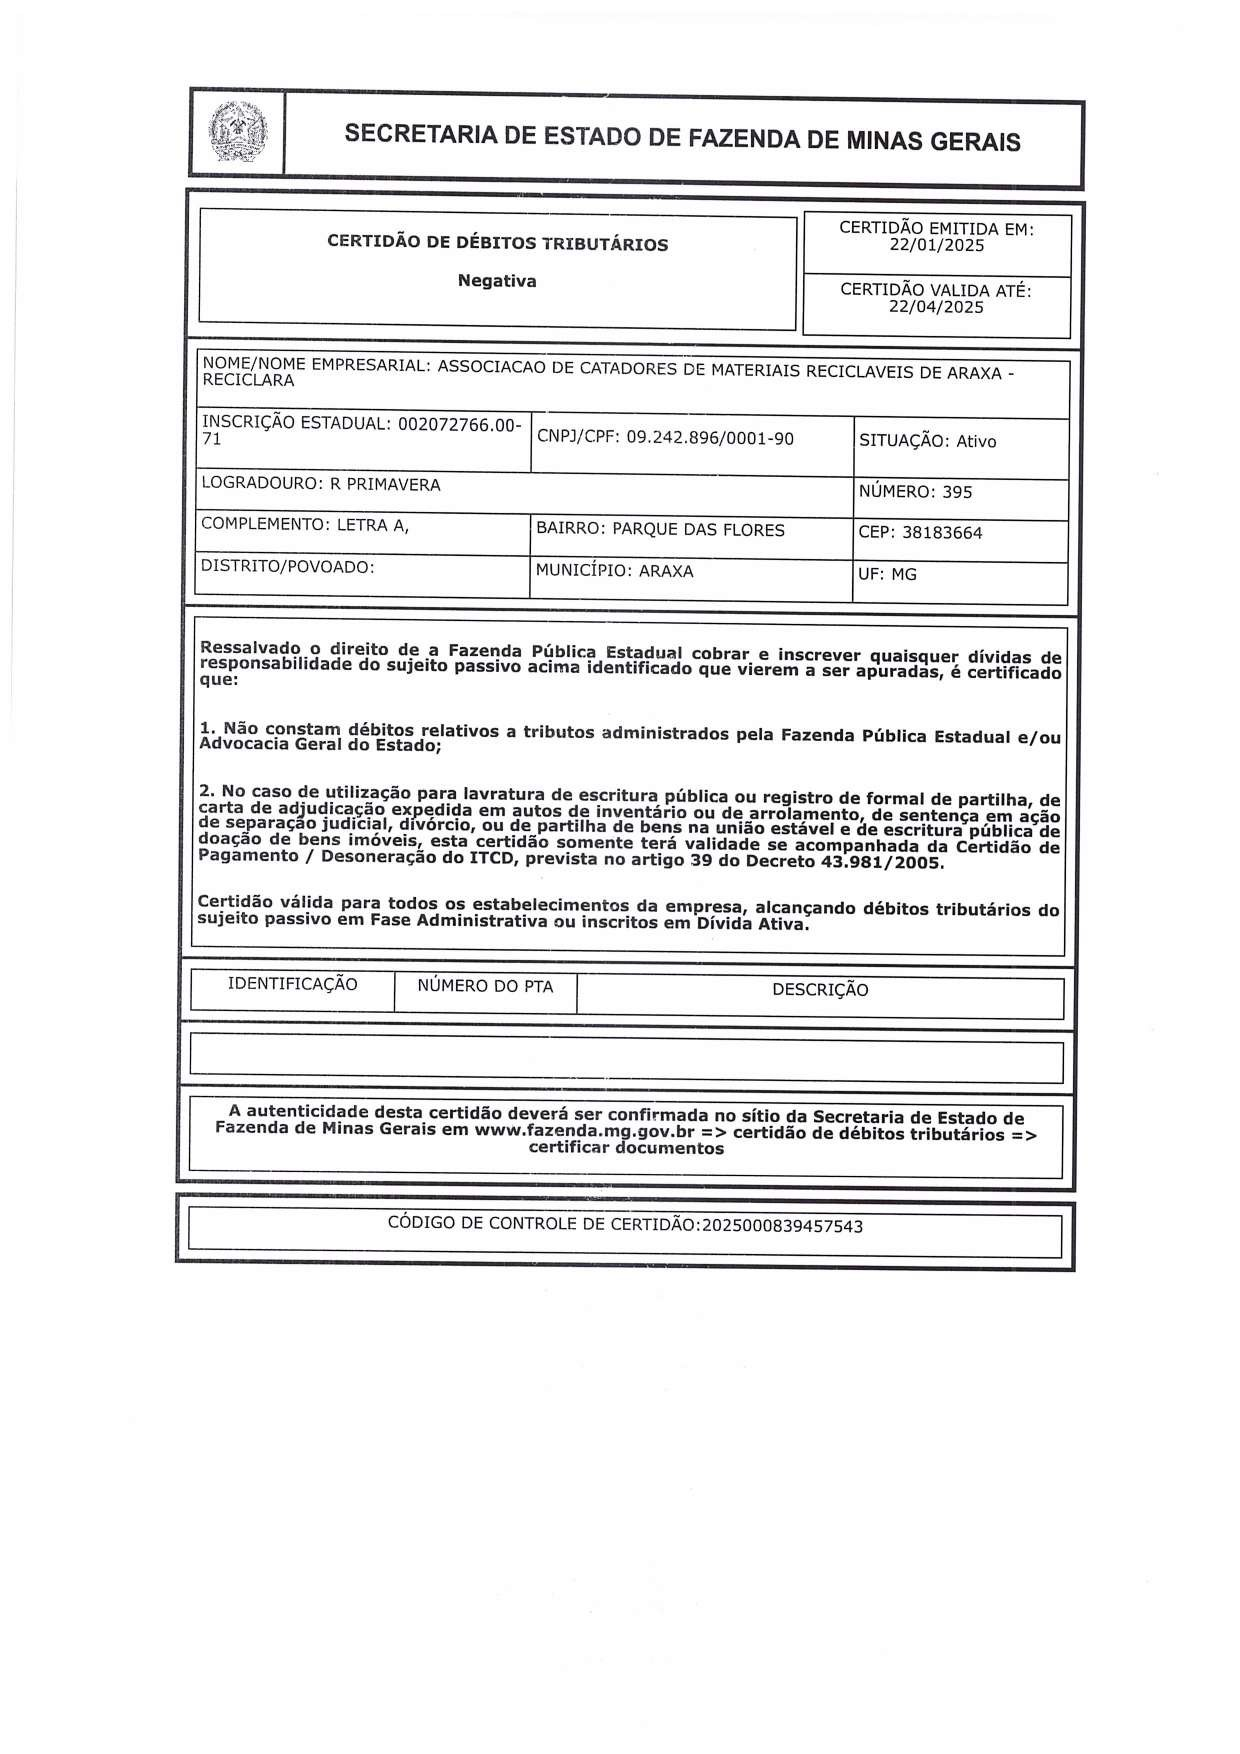 SECRETARIA DE ESTADO DE FAZENDA DE MINAS GERAIS
CERTIDÃO DE DÉBITOS TRIBUTÁRIOS
Negativa
CERTIDÃO EMITIDA EM:
22/01/2025
CERTIDÃO VALIDA ATÉ:
22/04/2025
NOME/NOME EMPRESARIAL: ASSOCIACAO DE CATADORES DE MATERIAIS RECICLAVEIS DE ARAXA -
RECICLARA
INSCRIÇÃO ESTADUAL: 002072766.00-
71
CNPJ/CPF: 09.242.896/0001-90
SITUAÇÃO: Ativo
LOGRADOURO: R PRIMAVERA
NÚMERO: 395
COMPLEMENTO: LETRA A,
BAIRRO: PARQUE DAS FLORES
CEP: 38183664
DISTRITO/POVOADO:
MUNICÍPIO: ARAXA
UF: MG
Ressalvado o direito de a Fazenda Pública Estadual cobrar e inscrever quaisquer dívidas de
responsabilidade do sujeito passivo acima identificado que vierem a ser apuradas, é certificado
que:
1. Não constam débitos relativos a tributos administrados pela Fazenda Pública Estadual e/ou
Advocacia Geral do Estado;
2. No caso de utilização para lavratura de escritura pública ou registro de formal de partilha, de
carta de adjudicação expedida em autos de inventário ou de arrolamento, de sentença em ação
de separação judicial, divórcio, ou de partilha de bens na união estável e de escritura pública de
doação de bens imóveis, esta certidão somente terá validade se acompanhada da Certidão de
Pagamento / Desoneração do ITCD, prevista no artigo 39 do Decreto 43.981/2005.
Certidão válida para todos os estabelecimentos da empresa, alcançando débitos tributários do
sujeito passivo em Fase Administrativa ou inscritos em Dívida Ativa.
IDENTIFICAÇÃO
NÚMERO DO PTA
DESCRIÇÃO
A autenticidade desta certidão deverá ser confirmada no sítio da Secretaria de Estado de
Fazenda de Minas Gerais em www.fazenda.mg.gov.br => certidão de débitos tributários =>
certificar documentos
CÓDIGO DE CONTROLE DE CERTIDÃO:2025000839457543